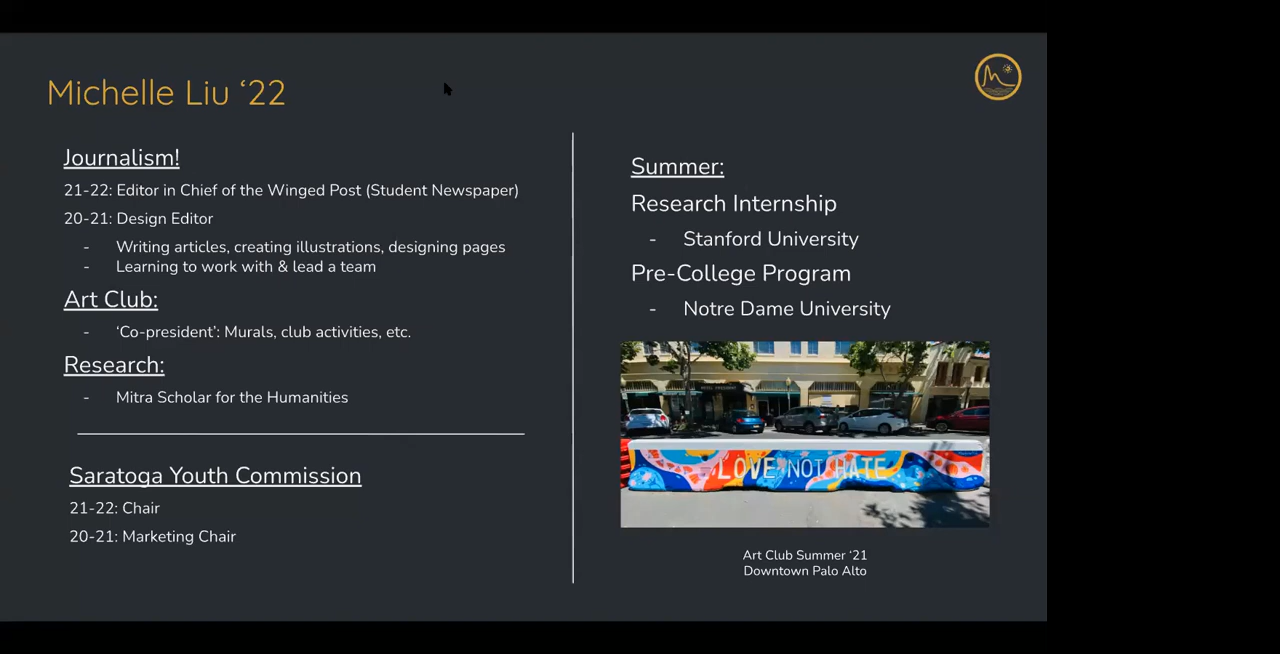 Michelle Liu ‘22
Journalism!
21-22: Editor in Chief of the Winged Post (Student Newspaper)
20-21: Design Editor
- Writing articles, creating illustrations, designing pages
- Learning to work with & lead a team
Art Club:
- ‘Co-president’: Murals, club activities, etc.
Research:
- Mitra Scholar for the Humanities
Saratoga Youth Commission
21-22: Chair
20-21: Marketing Chair
Summer:
Research Internship
- Stanford University
Pre-College Program
- Notre Dame University
LOVE NOT HATE
Art Club Summer ‘21
Downtown Palo Alto